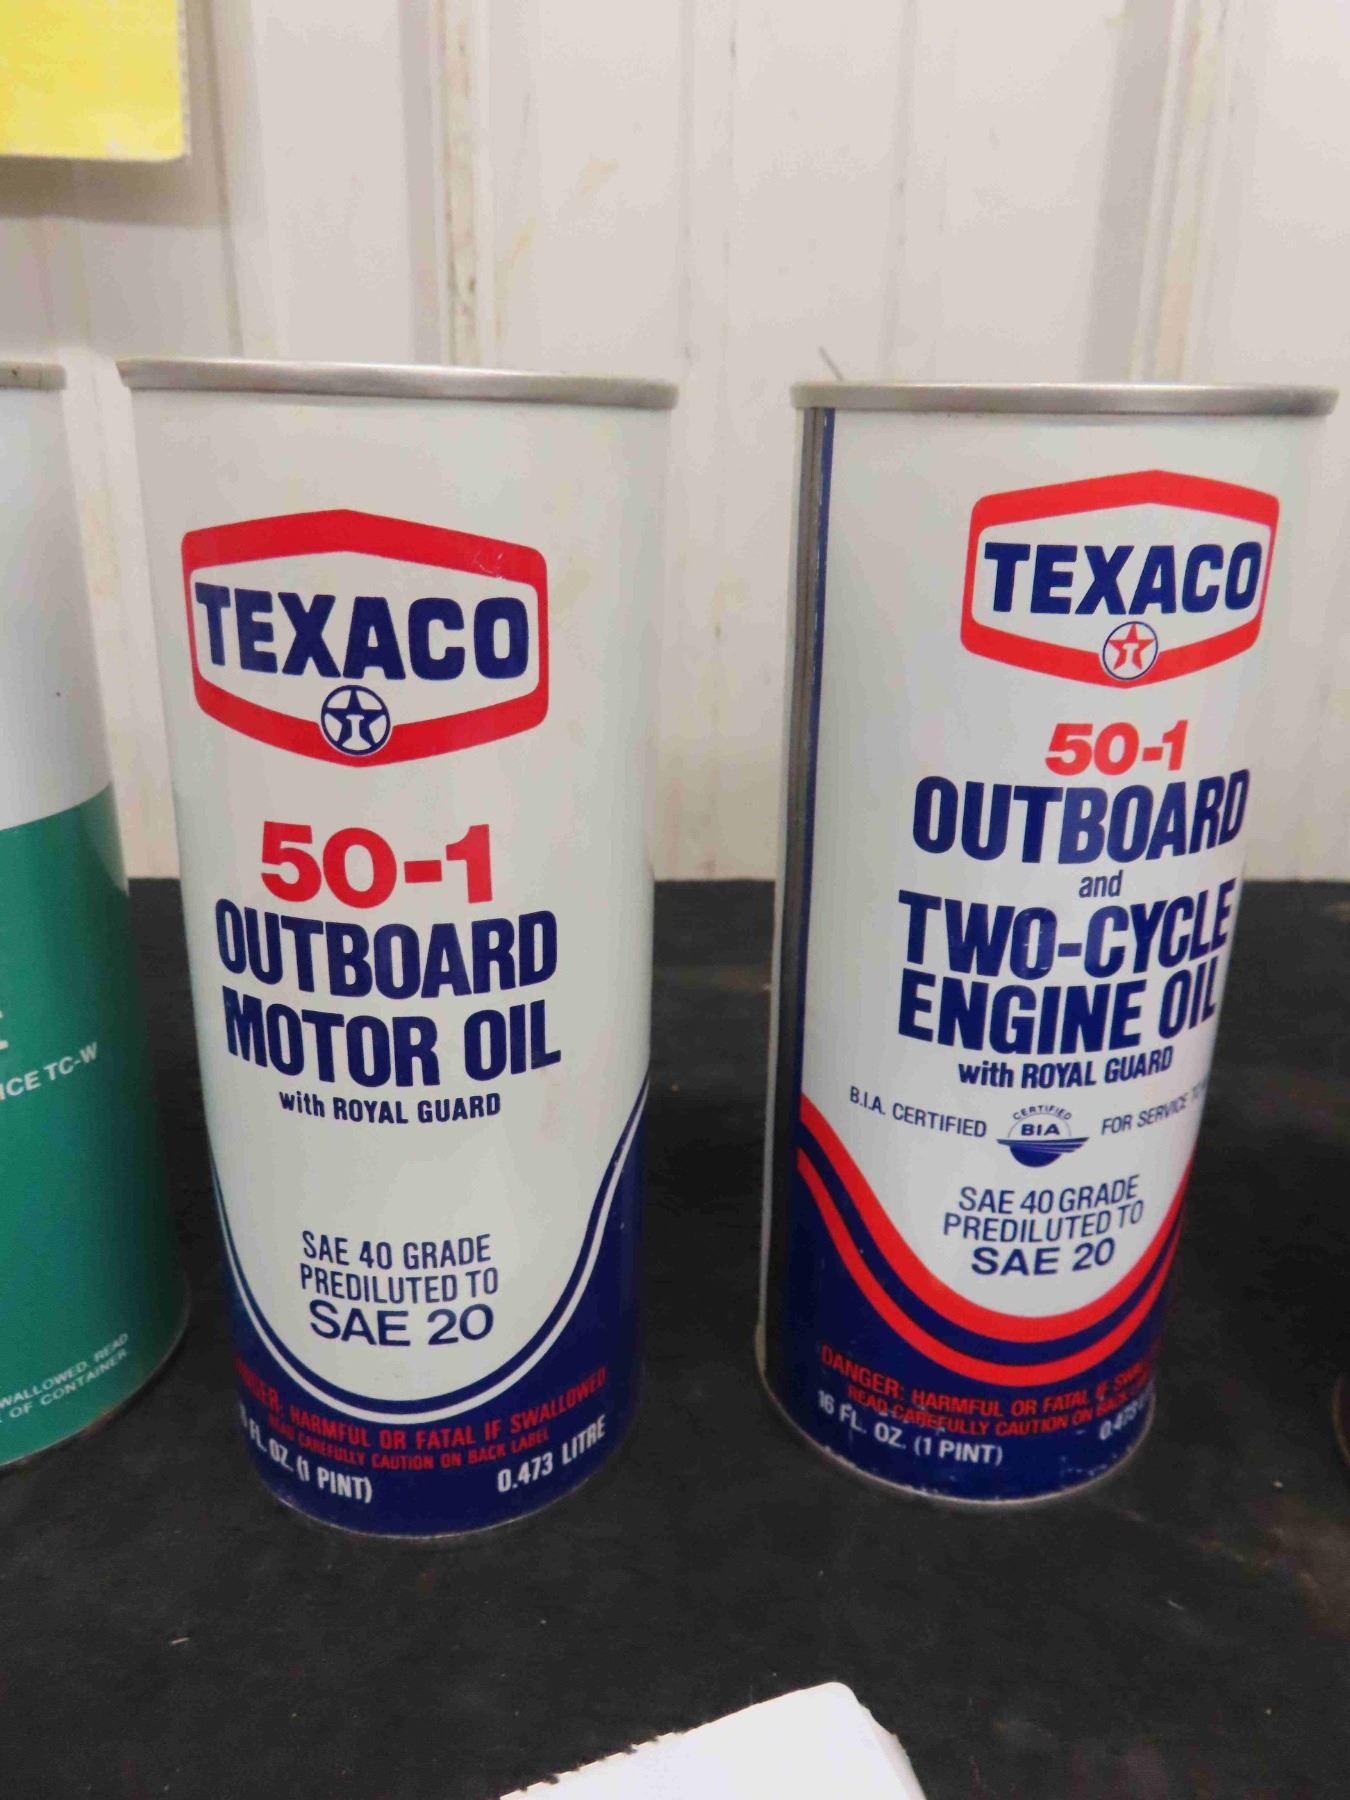 TEXACO
T
50-1
OUTBOARD
MOTOR OIL
with ROYAL GUARD
SAE 40 GRADE
PREDILUTED TO
SAE 20
HARMFUL OR FATAL IF SWALLOWED
READ CAREFULLY CAUTION ON BACK LABEL
FL. OZ. (1 PINT)
0.473 LITRE
TEXACO
T
50-1
OUTBOARD
and
TWO-CYCLE
ENGINE OIL
with ROYAL GUARD
B.I.A. CERTIFIED
CERTIFIED
BIA
FOR SERVICE
SAE 40 GRADE
PREDILUTED TO
SAE 20
DANGER: HARMFUL OR FATAL IF
READ CAREFULLY CAUTION ON
16 FL. OZ. (1 PINT)
TC-W
READ
OF CONTAINER